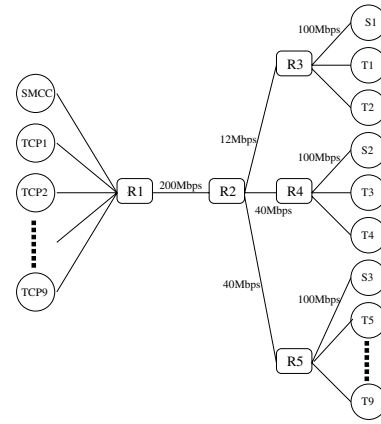 SMCC
TCP1
TCP2
TCP9
R1
200Mbps
R2
12Mbps
40Mbps
40Mbps
R3
R4
R5
100Mbps
S1
T1
T2
100Mbps
S2
T3
T4
100Mbps
S3
T5
T9